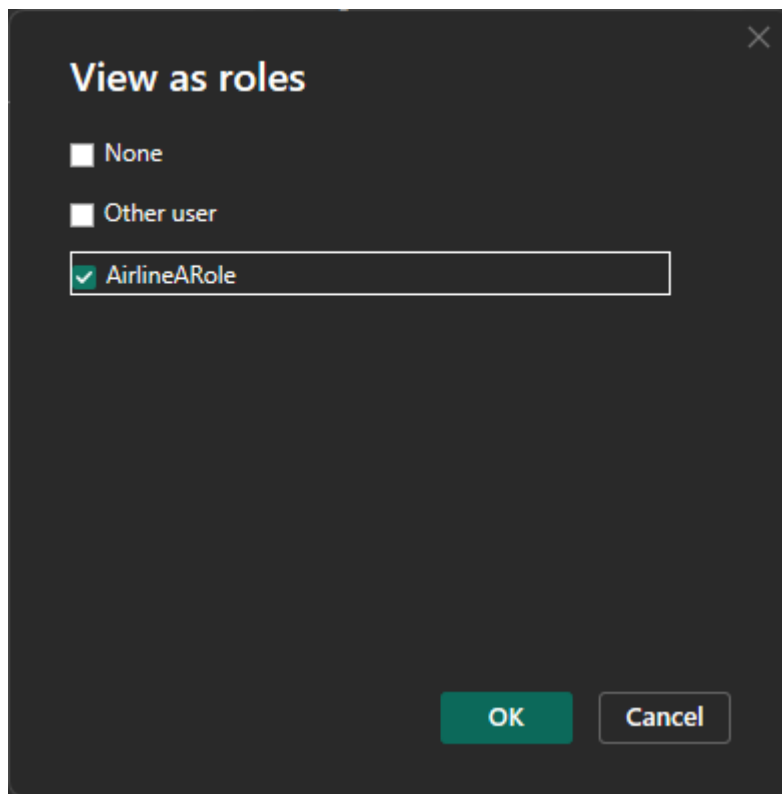 View as roles
None
Other user
AirlineARole
OK
Cancel